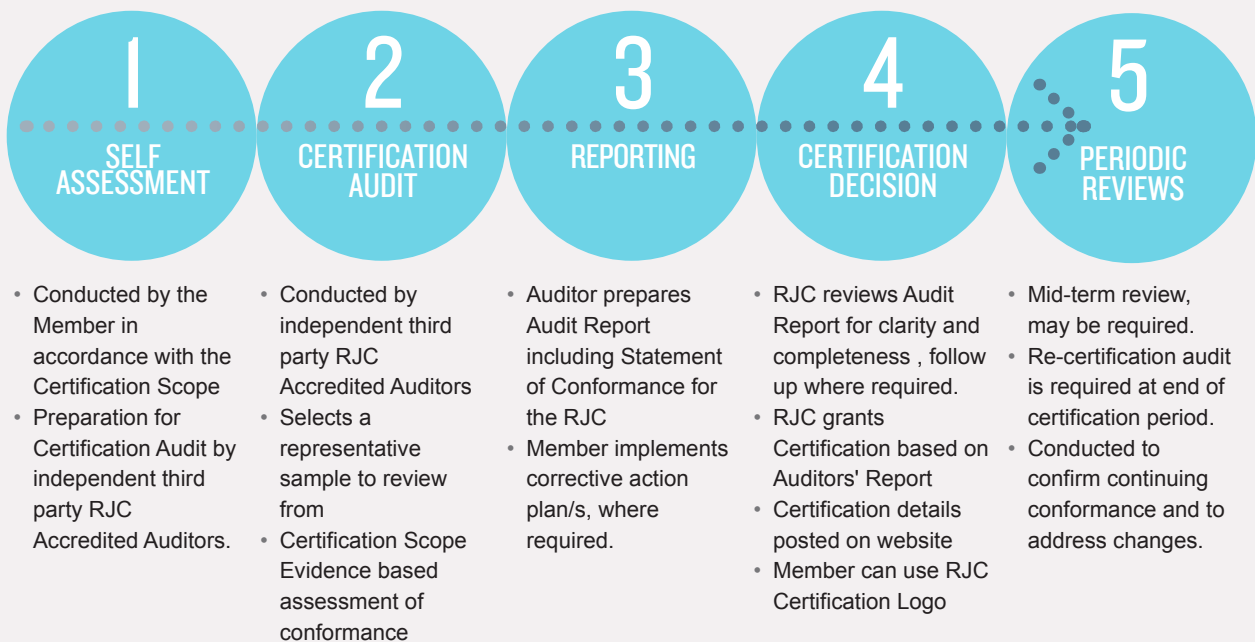 1
SELF
ASSESSMENT
• Conducted by the
Member in
accordance with the
Certification Scope
• Preparation for
Certification Audit by
independent third
party RJC
Accredited Auditors.
2
CERTIFICATION
AUDIT
• Conducted by
independent third
party RJC
Accredited Auditors
• Selects a
representative
sample to review
from
• Certification Scope
Evidence based
assessment of
conformance
3
REPORTING
• Auditor prepares
Audit Report
including Statement
of Conformance for
the RJC
• Member implements
corrective action
plan/s, where
required.
4
CERTIFICATION
DECISION
• RJC reviews Audit
Report for clarity and
completeness , follow
up where required.
• RJC grants
Certification based on
Auditors' Report
• Certification details
posted on website
• Member can use RJC
Certification Logo
5
PERIODIC
REVIEWS
• Mid-term review,
may be required.
• Re-certification audit
is required at end of
certification period.
• Conducted to
confirm continuing
conformance and to
address changes.